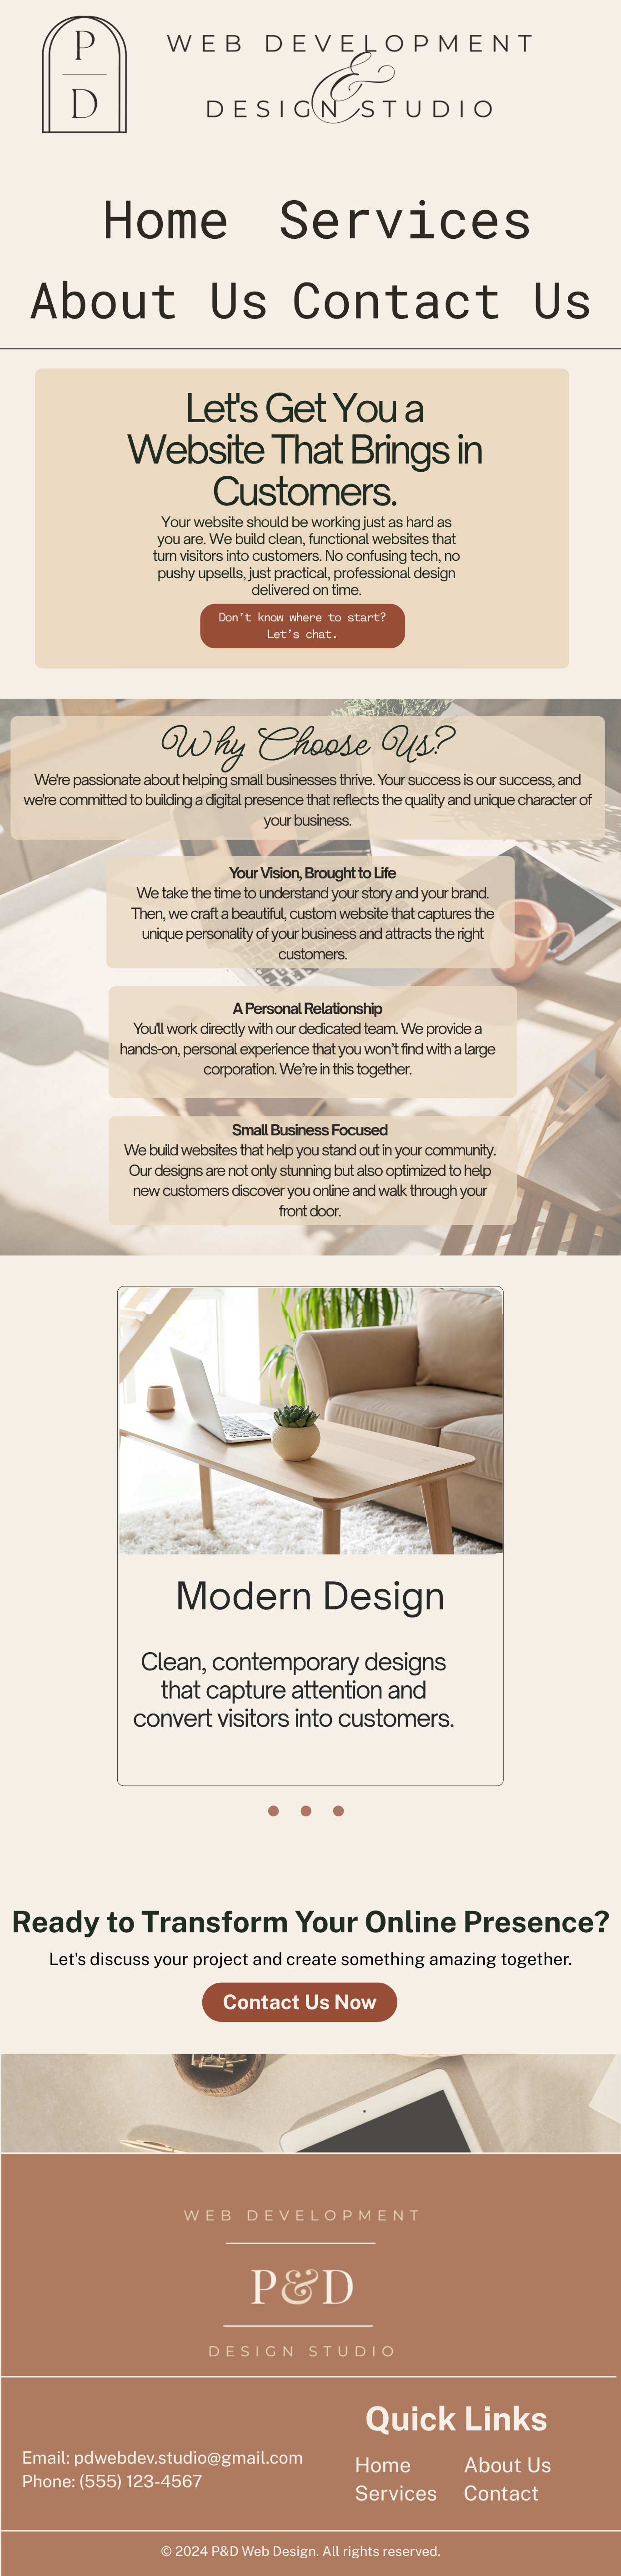 P
D
WEB DEVELOPMENT
&
DESIGN STUDIO
Home Services
About Us Contact Us
Let's Get You a
Website That Brings in
Customers.
Your website should be working just as hard as
you are. We build clean, functional websites that
turn visitors into customers. No confusing tech, no
pushy upsells, just practical, professional design
delivered on time.
Don't know where to start?
Let's chat.
Why Choose Us?
We're passionate about helping small businesses thrive. Your success is our success, and
we're committed to building a digital presence that reflects the quality and unique character of
your business.
Your Vision, Brought to Life
We take the time to understand your story and your brand.
Then, we craft a beautiful, custom website that captures the
unique personality of your business and attracts the right
customers.
A Personal Relationship
You'll work directly with our dedicated team. We provide a
hands-on, personal experience that you won't find with a large
corporation. We're in this together.
Small Business Focused
We build websites that help you stand out in your community.
Our designs are not only stunning but also optimized to help
new customers discover you online and walk through your
front door.
Modern Design
Clean, contemporary designs
that capture attention and
convert visitors into customers.
Ready to Transform Your Online Presence?
Let's discuss your project and create something amazing together.
Contact Us Now
WEB DEVELOPMENT
P&D
DESIGN STUDIO
Email: pdwebdev.studio@gmail.com
Phone: (555) 123-4567
Quick Links
Home About Us
Services Contact
© 2024 P&D Web Design. All rights reserved.